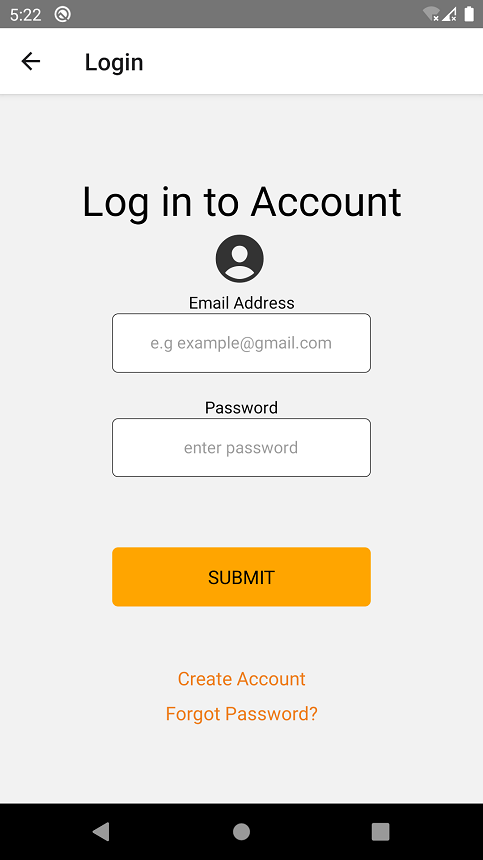 5:22
Login
Log in to Account
Email Address
e.g example@gmail.com
Password
enter password
SUBMIT
Create Account
Forgot Password?